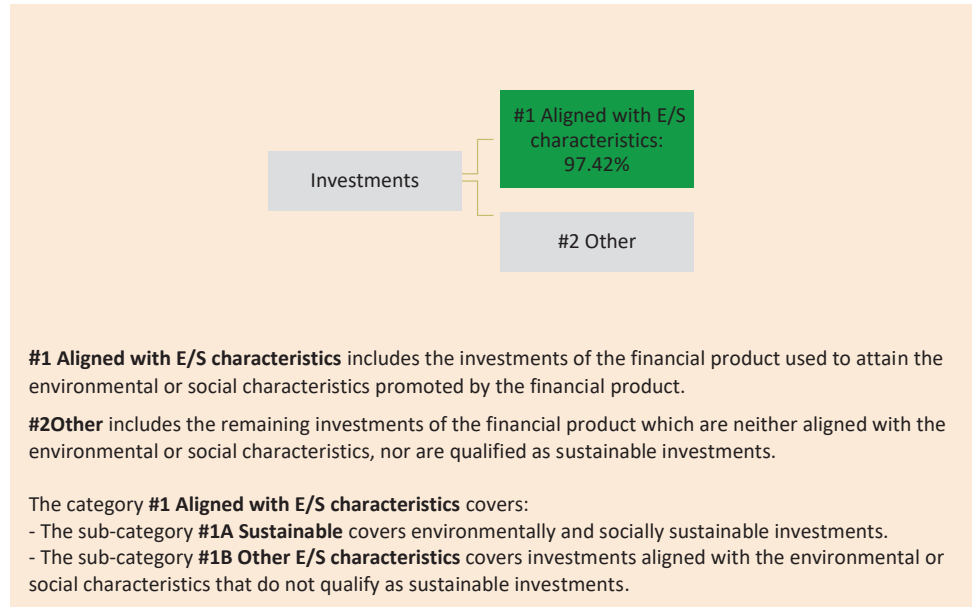 #1 Aligned with E/S
characteristics:
97.42%
Investments
#2 Other
#1 Aligned with E/S characteristics includes the investments of the financial product used to attain the
environmental or social characteristics promoted by the financial product.
#2Other includes the remaining investments of the financial product which are neither aligned with the
environmental or social characteristics, nor are qualified as sustainable investments.
The category #1 Aligned with E/S characteristics covers:
- The sub-category #1A Sustainable covers environmentally and socially sustainable investments.
- The sub-category #1B Other E/S characteristics covers investments aligned with the environmental or
social characteristics that do not qualify as sustainable investments.